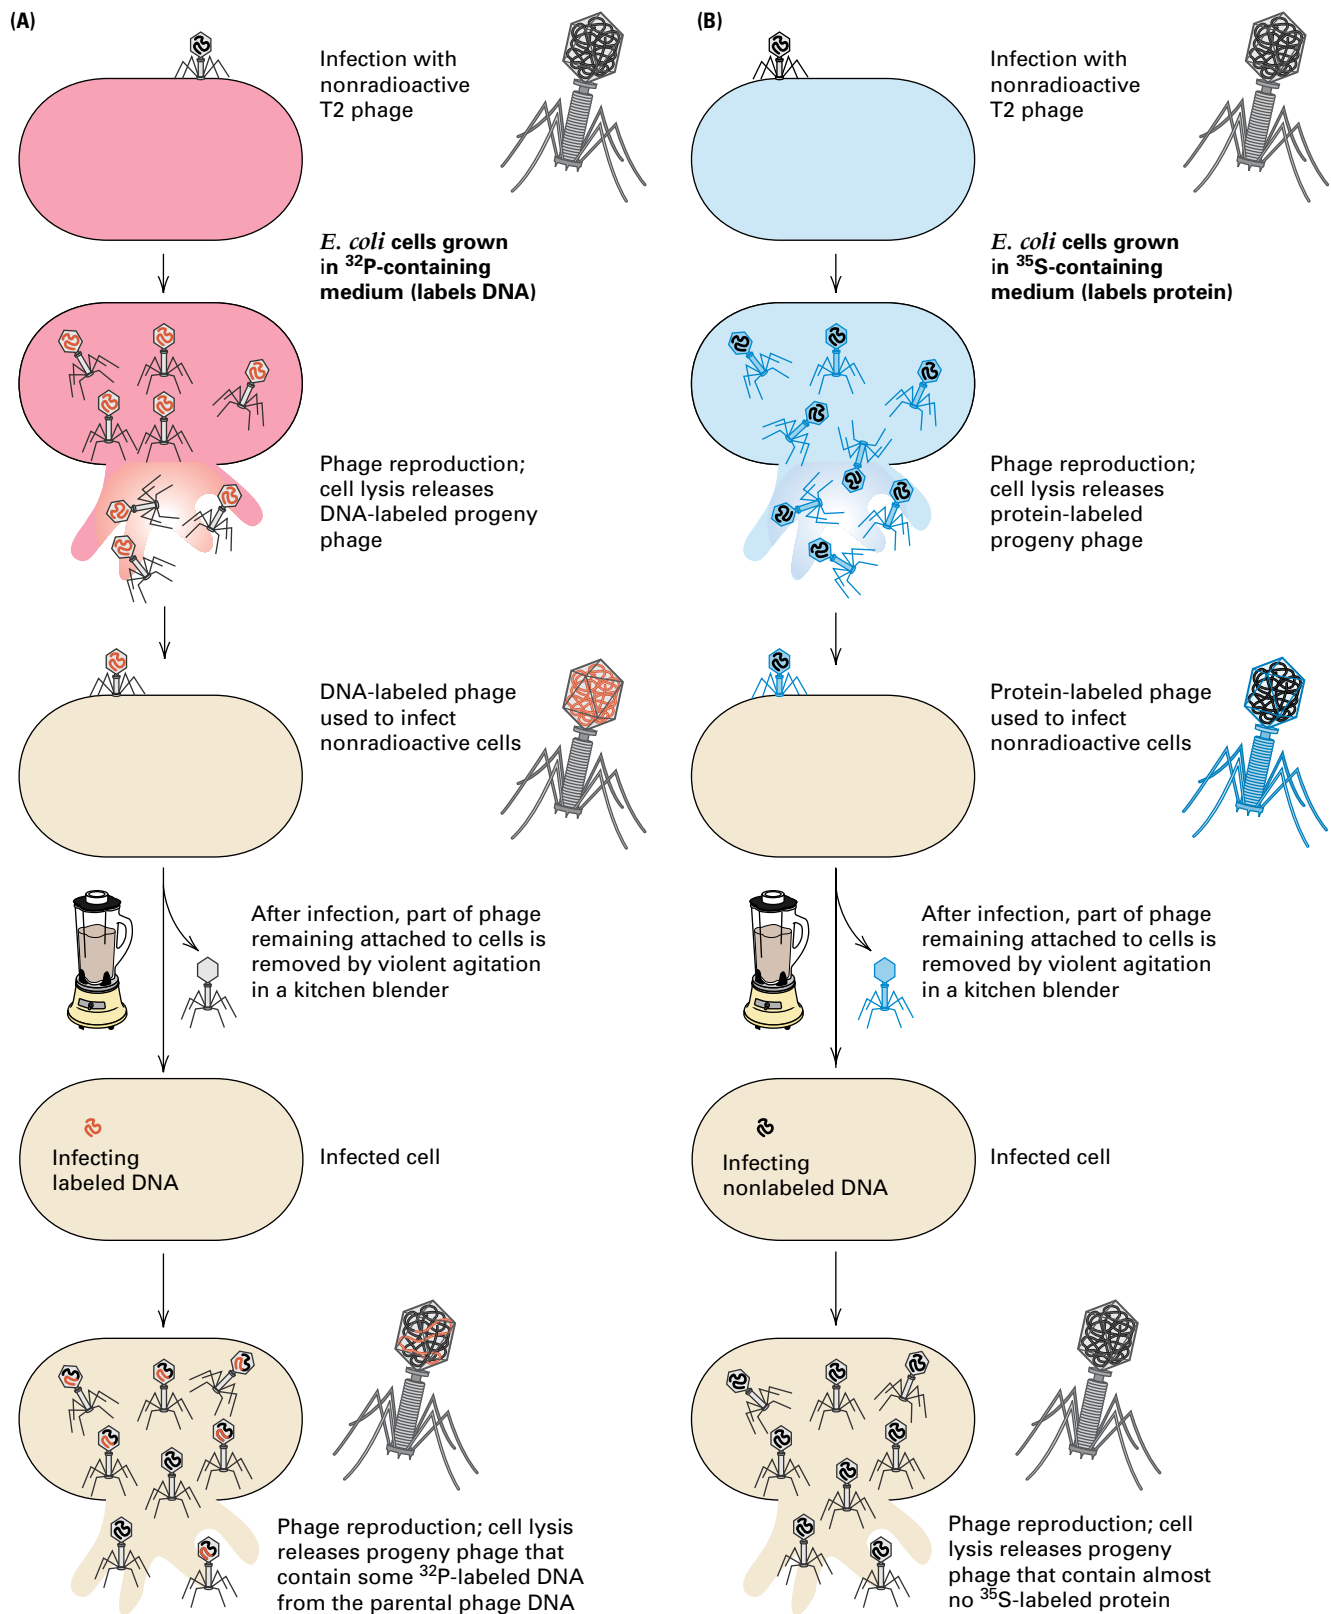 (A)
Infection with
nonradioactive
T2 phage
E. coli cells grown
in ³²P-containing
medium (labels DNA)
Phage reproduction;
cell lysis releases
DNA-labeled progeny
phage
DNA-labeled phage
used to infect
nonradioactive cells
After infection, part of phage
remaining attached to cells is
removed by violent agitation
in a kitchen blender
Infecting
labeled DNA
Infected cell
Phage reproduction; cell lysis
releases progeny phage that
contain some ³²P-labeled DNA
from the parental phage DNA
(B)
Infection with
nonradioactive
T2 phage
E. coli cells grown
in ³⁵S-containing
medium (labels protein)
Phage reproduction;
cell lysis releases
protein-labeled
progeny phage
Protein-labeled phage
used to infect
nonradioactive cells
After infection, part of phage
remaining attached to cells is
removed by violent agitation
in a kitchen blender
Infecting
nonlabeled DNA
Infected cell
Phage reproduction; cell
lysis releases progeny
phage that contain almost
no ³⁵S-labeled protein